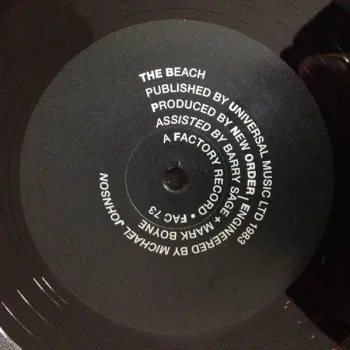 THE BEACH
PUBLISHED BY UNIVERSAL MUSIC LTD 1983
PRODUCED BY NEW ORDER | ENGINEERED BY MICHAEL JOHNSON
ASSISTED BY BARRY SAGE + MARK BOYNE
A FACTORY RECORD • FAC 73